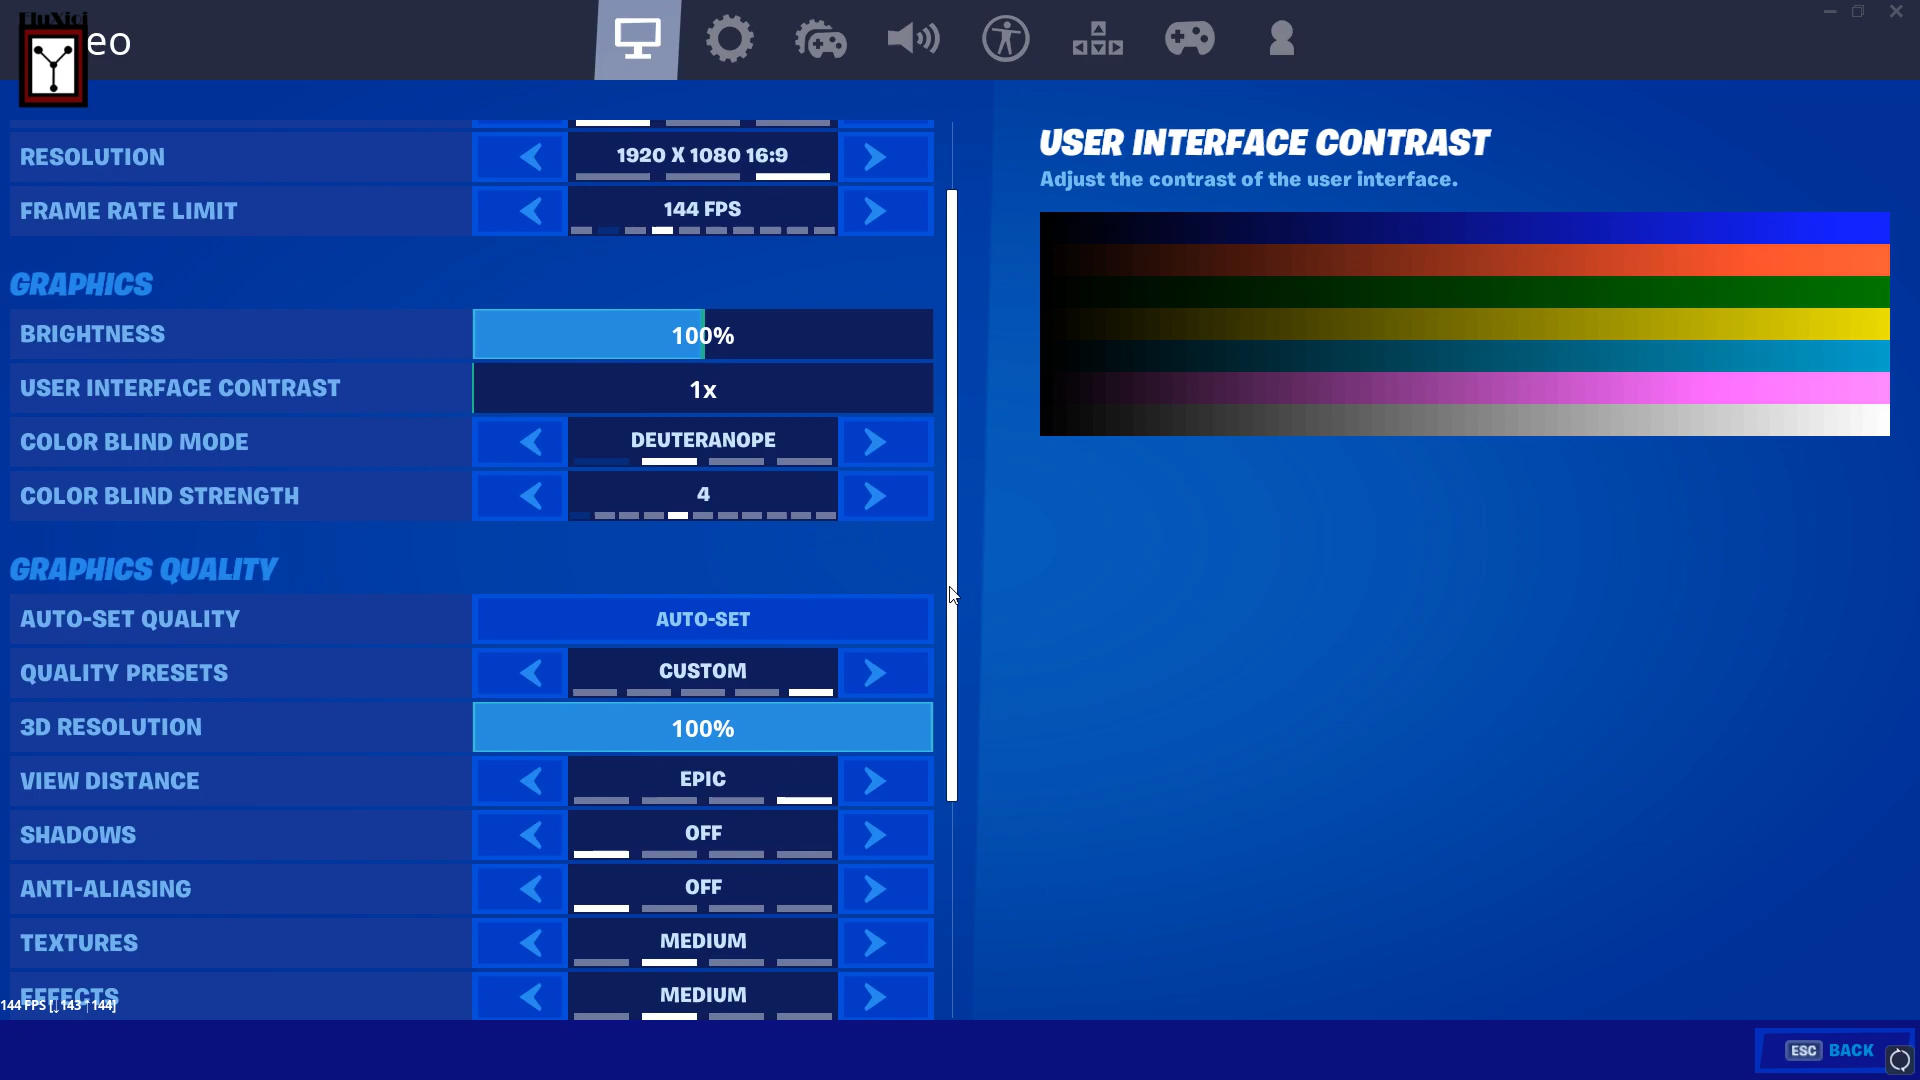 FluXigi
eo
RESOLUTION
1920 X 1080 16:9
FRAME RATE LIMIT
144 FPS
GRAPHICS
BRIGHTNESS
100%
USER INTERFACE CONTRAST
1x
COLOR BLIND MODE
DEUTERANOPE
COLOR BLIND STRENGTH
4
GRAPHICS QUALITY
AUTO-SET QUALITY
AUTO-SET
QUALITY PRESETS
CUSTOM
3D RESOLUTION
100%
VIEW DISTANCE
EPIC
SHADOWS
OFF
ANTI-ALIASING
OFF
TEXTURES
MEDIUM
EFFECTS
MEDIUM
144 FPS [↓143 ↑144]
USER INTERFACE CONTRAST
Adjust the contrast of the user interface.
ESC BACK